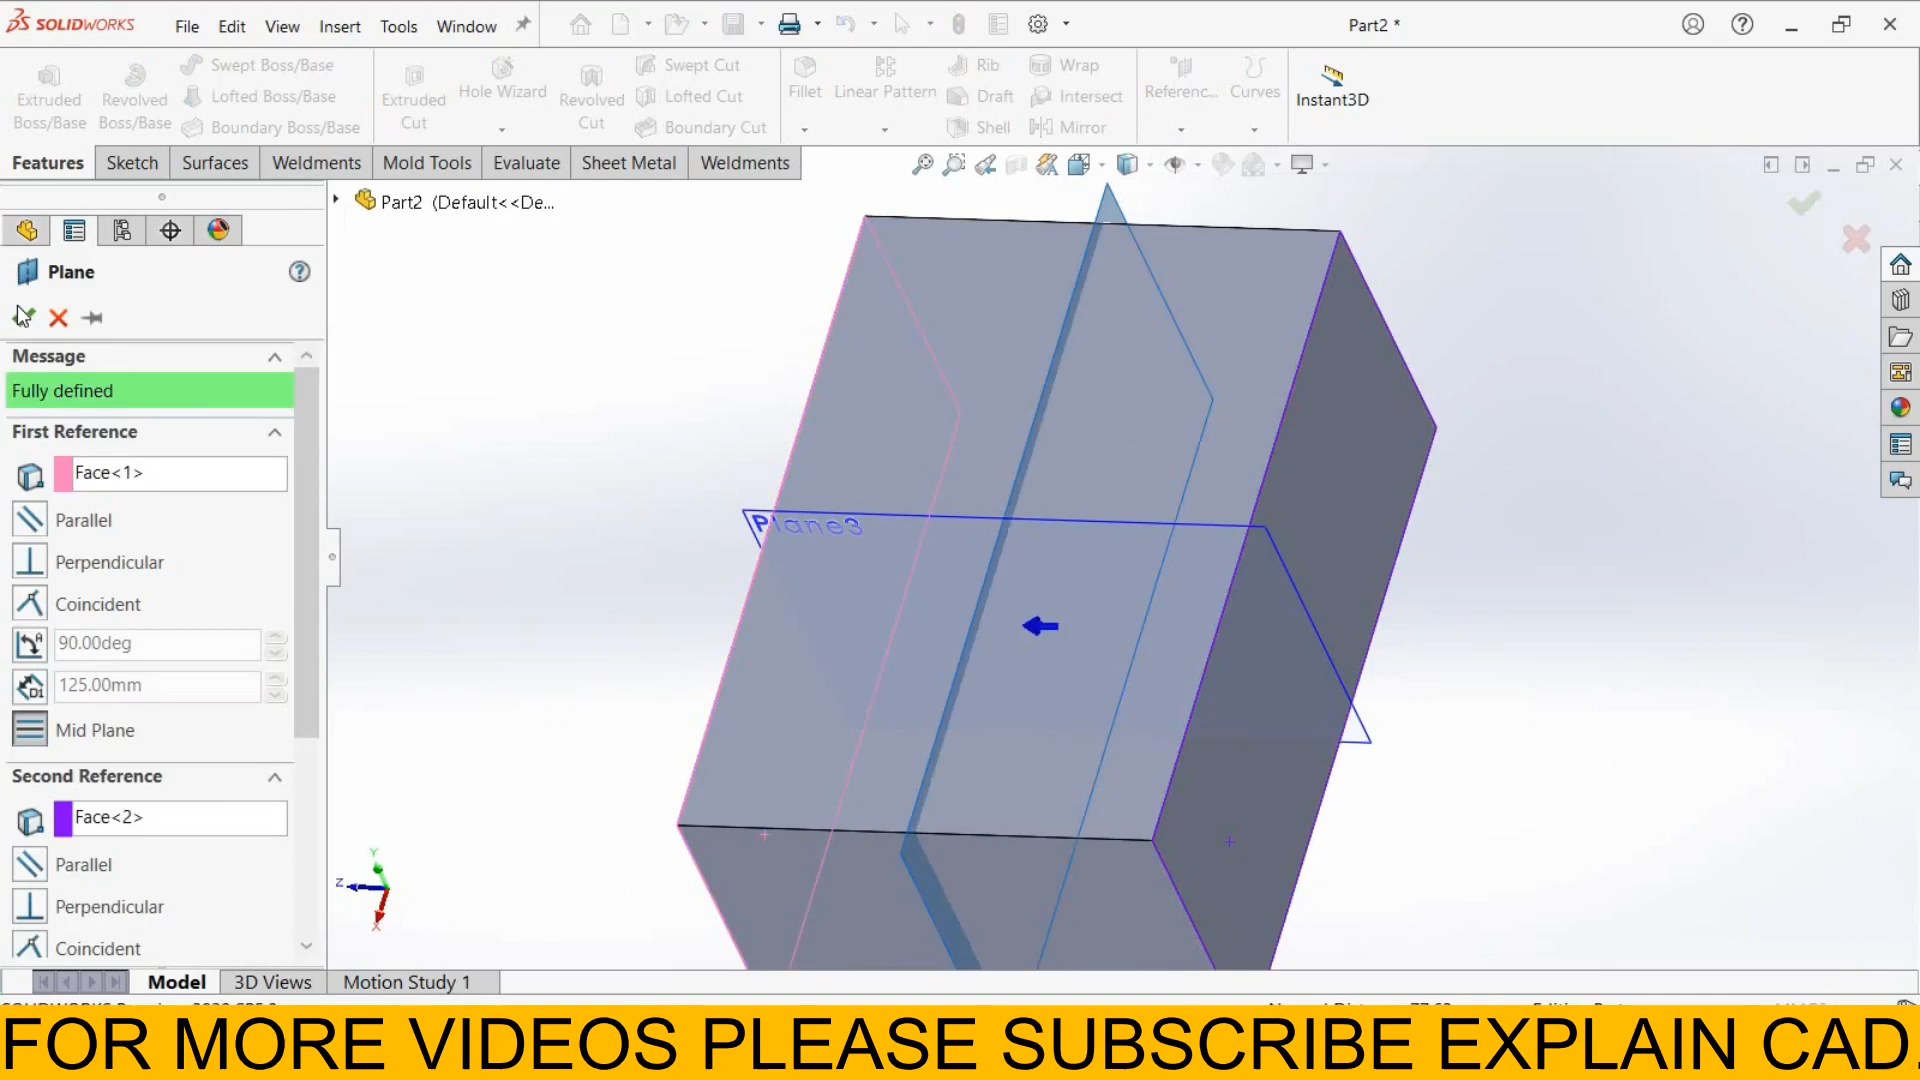 SOLIDWORKS File Edit View Insert Tools Window Part2 *
Extruded Boss/Base
Revolved Boss/Base
Swept Boss/Base
Lofted Boss/Base
Boundary Boss/Base
Extruded Cut
Hole Wizard
Revolved Cut
Swept Cut
Lofted Cut
Boundary Cut
Fillet
Linear Pattern
Rib
Draft
Shell
Wrap
Intersect
Mirror
Referenc...
Curves
Instant3D
Features Sketch Surfaces Weldments Mold Tools Evaluate Sheet Metal Weldments
Part2 (Default<<De...
Plane
Message
Fully defined
First Reference
Face<1>
Parallel
Perpendicular
Coincident
90.00deg
125.00mm
Mid Plane
Second Reference
Face<2>
Parallel
Perpendicular
Coincident
Plane3
Y
Z
X
Model 3D Views Motion Study 1
FOR MORE VIDEOS PLEASE SUBSCRIBE EXPLAIN CAD.